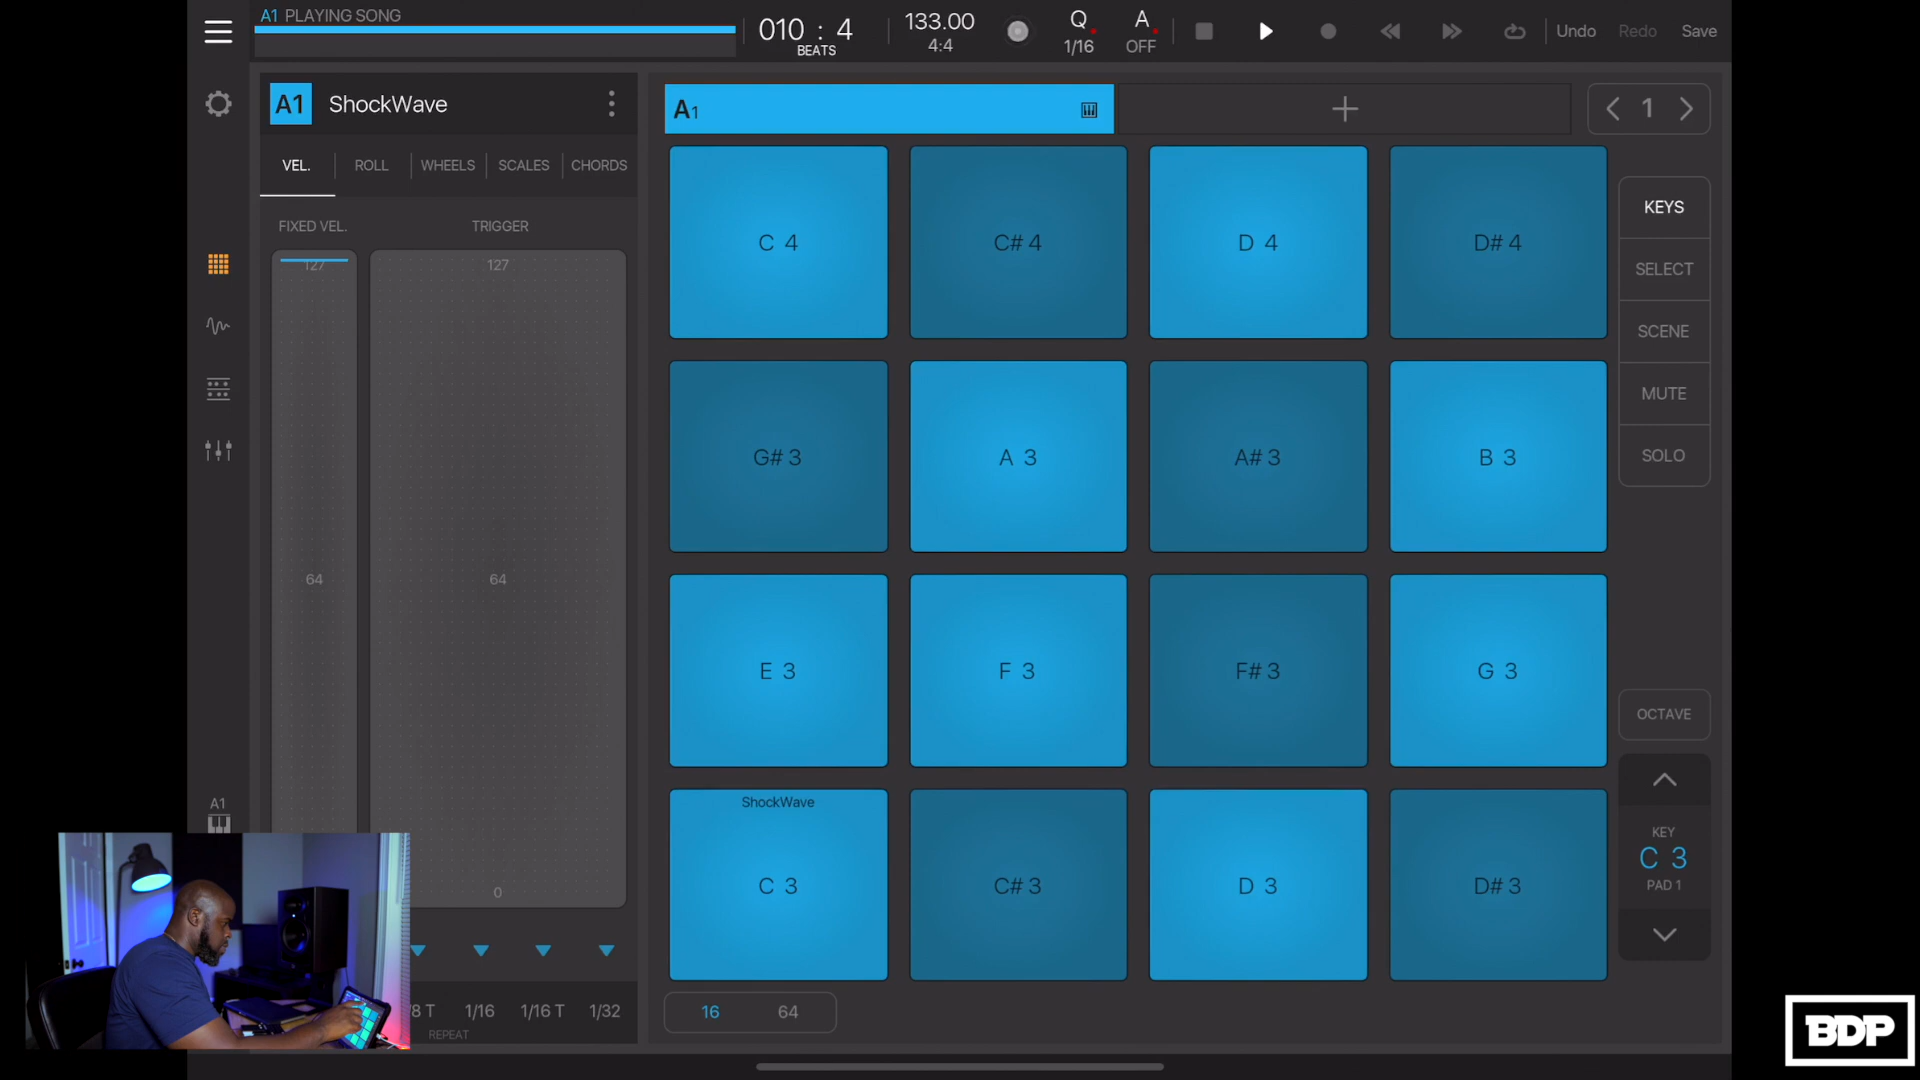 A1 PLAYING SONG
010 : 4
BEATS
133.00
4:4
Q
1/16
A
OFF
Undo
Redo
Save
A1 ShockWave
VEL.
ROLL
WHEELS
SCALES
CHORDS
FIXED VEL.
TRIGGER
127
127
64
64
0
A1
/8 T
1/16
1/16 T
1/32
REPEAT
A1
1
C 4
C# 4
D 4
D# 4
G# 3
A 3
A# 3
B 3
E 3
F 3
F# 3
G 3
ShockWave
C 3
C# 3
D 3
D# 3
16
64
KEYS
SELECT
SCENE
MUTE
SOLO
OCTAVE
KEY
C 3
PAD 1
BDP